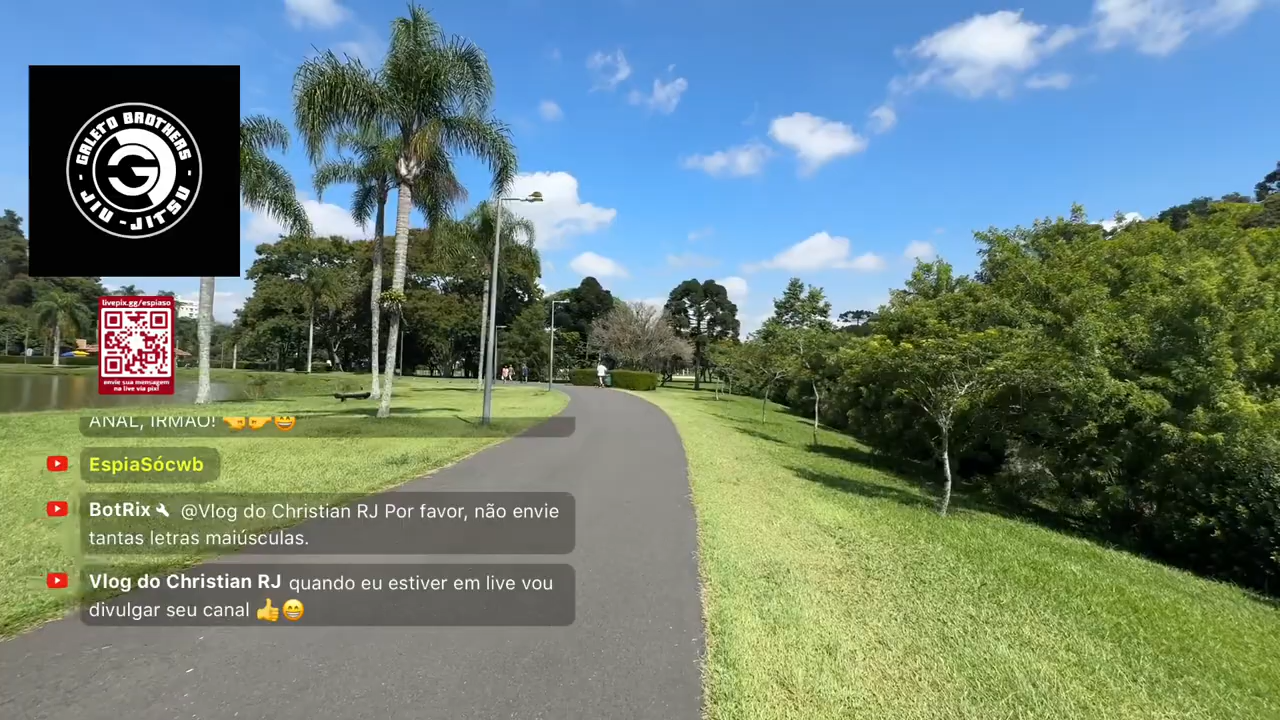 GALETO BROTHERS
JIU-JITSU
livepix.gg/espiaso
envie sua mensagem
na live via pix!
ANAL, IRMÃO! 🤜🤛😁
EspiaSócwb
BotRix @Vlog do Christian RJ Por favor, não envie
tantas letras maiúsculas.
Vlog do Christian RJ quando eu estiver em live vou
divulgar seu canal 👍😁